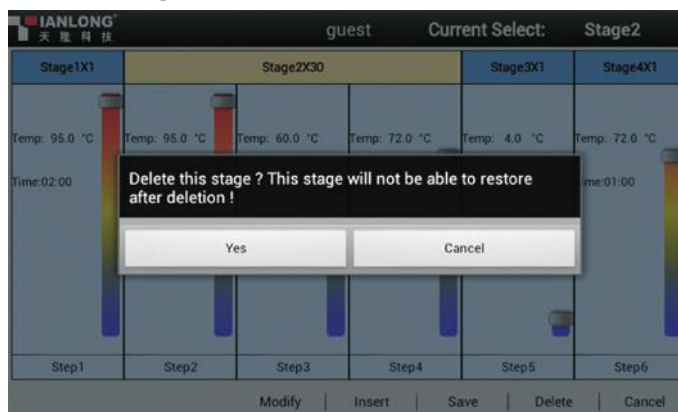 TIANLONG
天隆科技
guest
Current Select: Stage2
Stage1X1 Stage2X30 Stage3X1 Stage4X1
Temp: 95.0 °C Temp: 95.0 °C Temp: 60.0 °C Temp: 72.0 °C Temp: 4.0 °C Temp: 72.0 °C
Time:02:00
me:01:00
Delete this stage ? This stage will not be able to restore
after deletion !
Yes Cancel
Step1 Step2 Step3 Step4 Step5 Step6
Modify | Insert | Save | Delete | Cancel